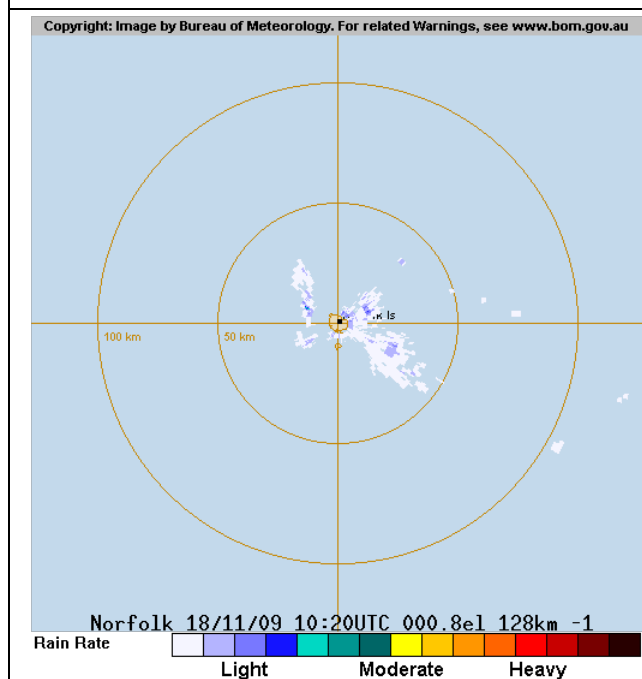 Copyright: Image by Bureau of Meteorology. For related Warnings, see www.bom.gov.au
Is
100 km
50 km
Norfolk 18/11/09 10:20UTC 000.8el 128km -1
Rain Rate
Light
Moderate
Heavy